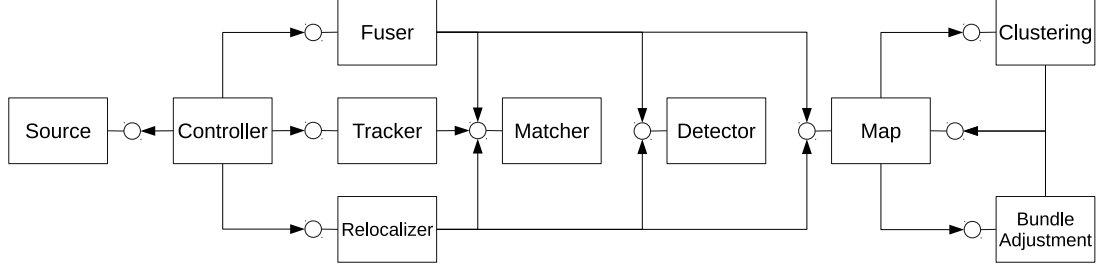 Fuser
Clustering
Source
Controller
Tracker
Matcher
Detector
Map
Relocalizer
Bundle
Adjustment